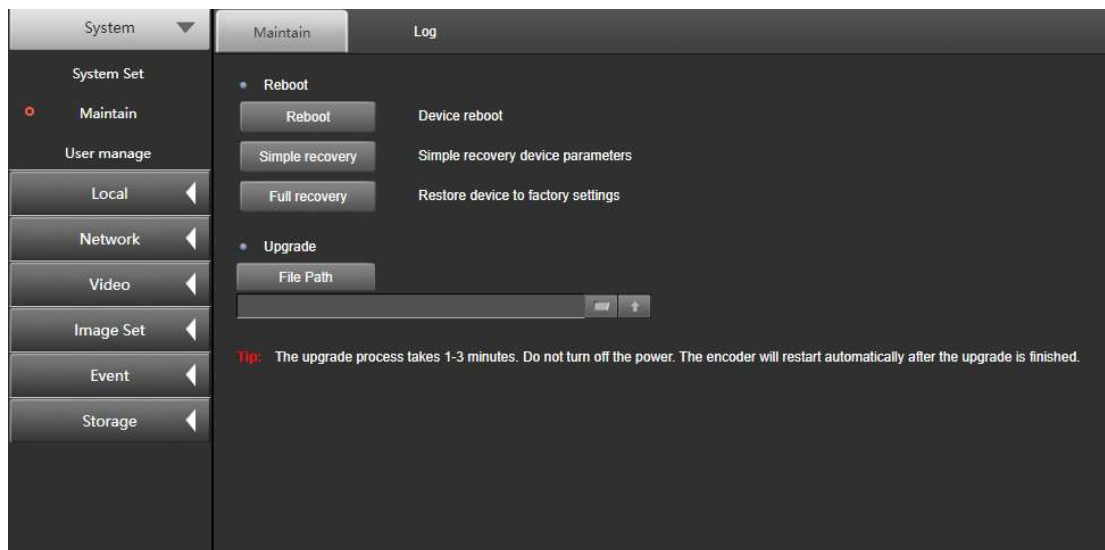 System
System Set
Maintain
User manage
Local
Network
Video
Image Set
Event
Storage
Maintain Log
Reboot
Reboot Device reboot
Simple recovery Simple recovery device parameters
Full recovery Restore device to factory settings
Upgrade
File Path
Tip: The upgrade process takes 1-3 minutes. Do not turn off the power. The encoder will restart automatically after the upgrade is finished.